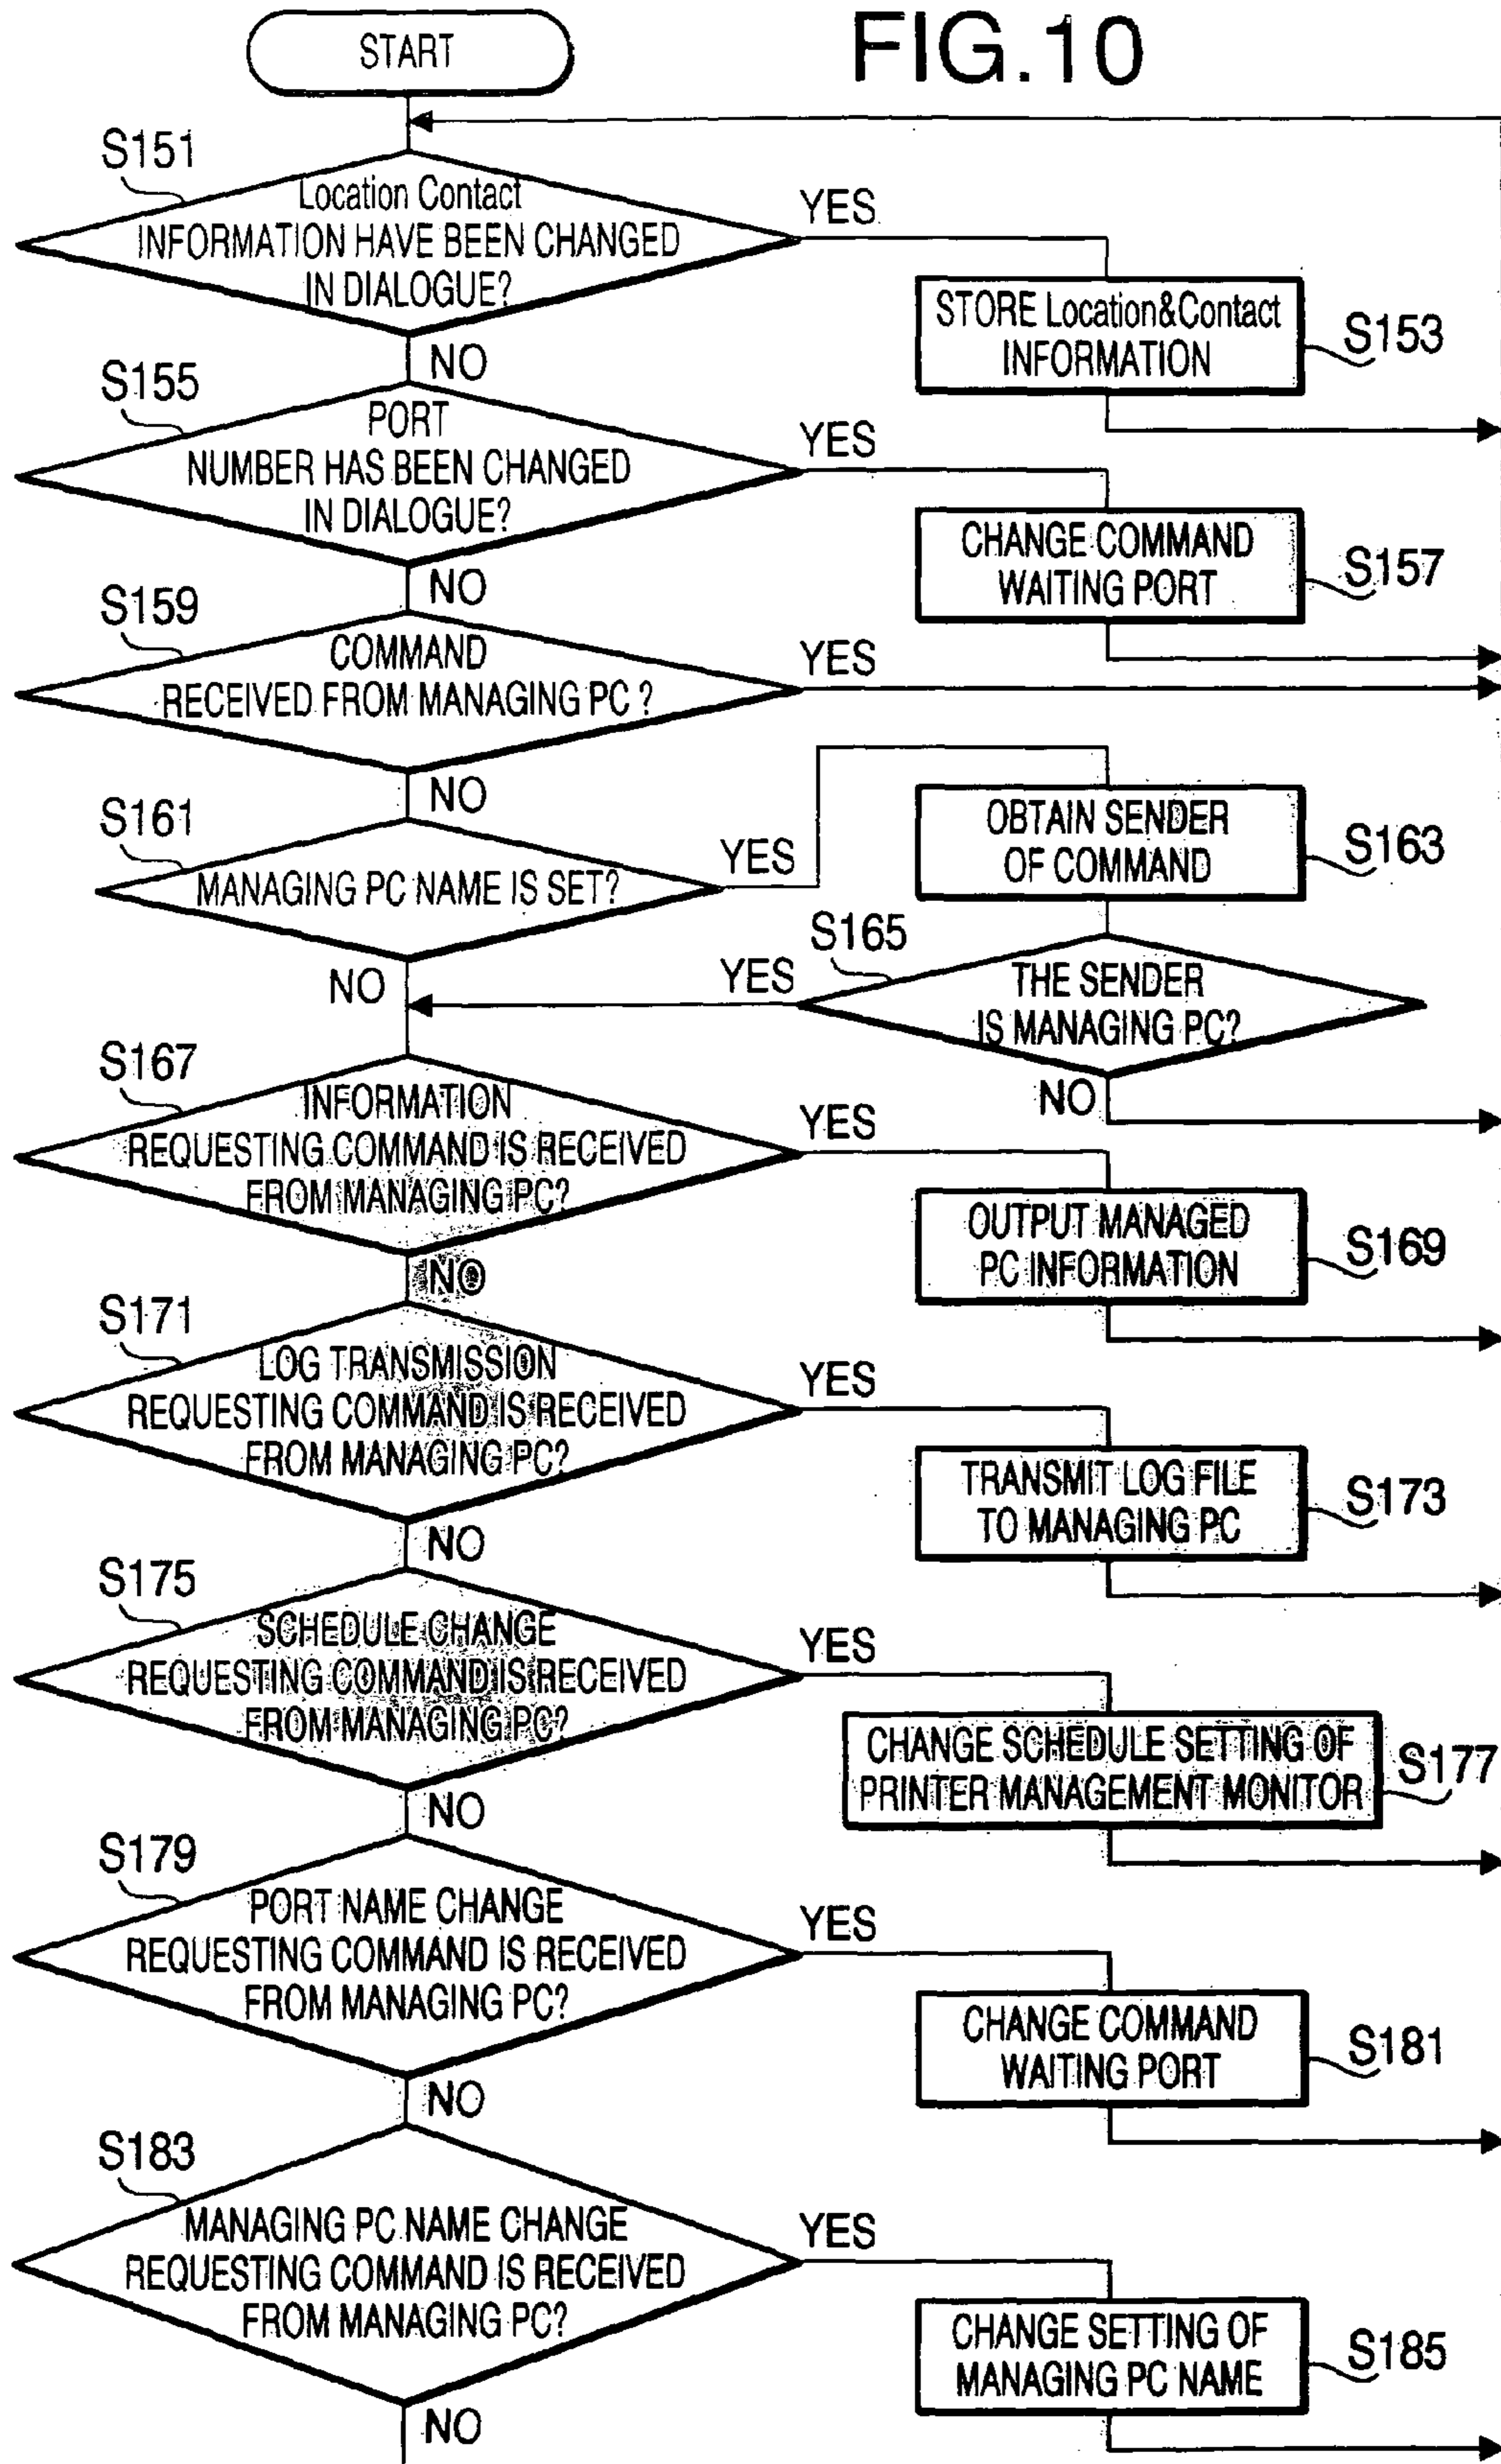 FIG.10
START
S151
Location Contact
INFORMATION HAVE BEEN CHANGED
IN DIALOGUE?
YES
STORE Location&Contact
INFORMATION
S153
NO
S155
PORT
NUMBER HAS BEEN CHANGED
IN DIALOGUE?
YES
CHANGE COMMAND
WAITING PORT
S157
NO
S159
COMMAND
RECEIVED FROM MANAGING PC ?
YES
NO
S161
MANAGING PC NAME IS SET?
YES
OBTAIN SENDER
OF COMMAND
S163
S165
THE SENDER
IS MANAGING PC?
YES
NO
NO
S167
INFORMATION
REQUESTING COMMAND IS RECEIVED
FROM MANAGING PC?
YES
OUTPUT MANAGED
PC INFORMATION
S169
NO
S171
LOG TRANSMISSION
REQUESTING COMMAND IS RECEIVED
FROM MANAGING PC?
YES
TRANSMIT LOG FILE
TO MANAGING PC
S173
NO
S175
SCHEDULE CHANGE
REQUESTING COMMAND IS RECEIVED
FROM MANAGING PC?
YES
CHANGE SCHEDULE SETTING OF
PRINTER MANAGEMENT MONITOR
S177
NO
S179
PORT NAME CHANGE
REQUESTING COMMAND IS RECEIVED
FROM MANAGING PC?
YES
CHANGE COMMAND
WAITING PORT
S181
NO
S183
MANAGING PC NAME CHANGE
REQUESTING COMMAND IS RECEIVED
FROM MANAGING PC?
YES
CHANGE SETTING OF
MANAGING PC NAME
S185
NO